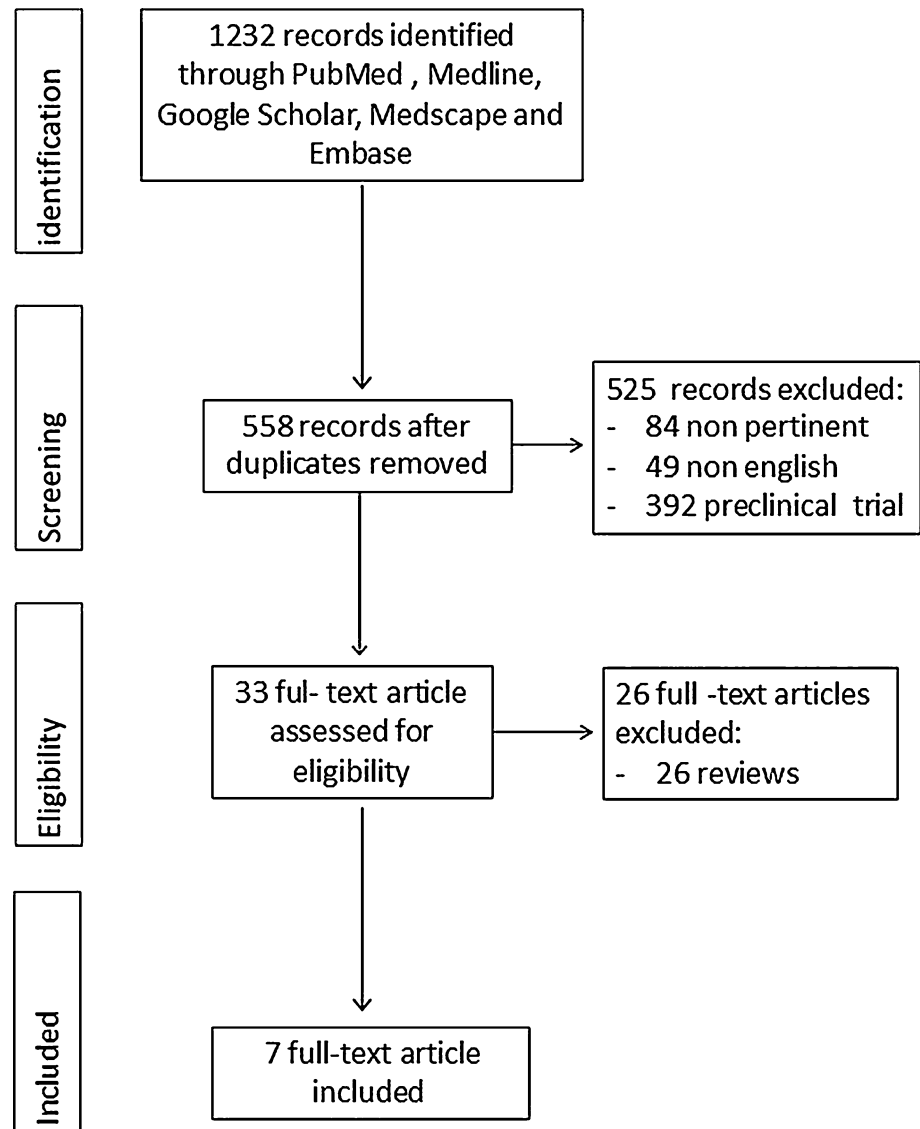 identification
1232 records identified
through PubMed , Medline,
Google Scholar, Medscape and
Embase
Screening
558 records after
duplicates removed
525 records excluded:
- 84 non pertinent
- 49 non english
- 392 preclinical trial
Eligibility
33 ful- text article
assessed for
eligibility
26 full -text articles
excluded:
- 26 reviews
Included
7 full-text article
included